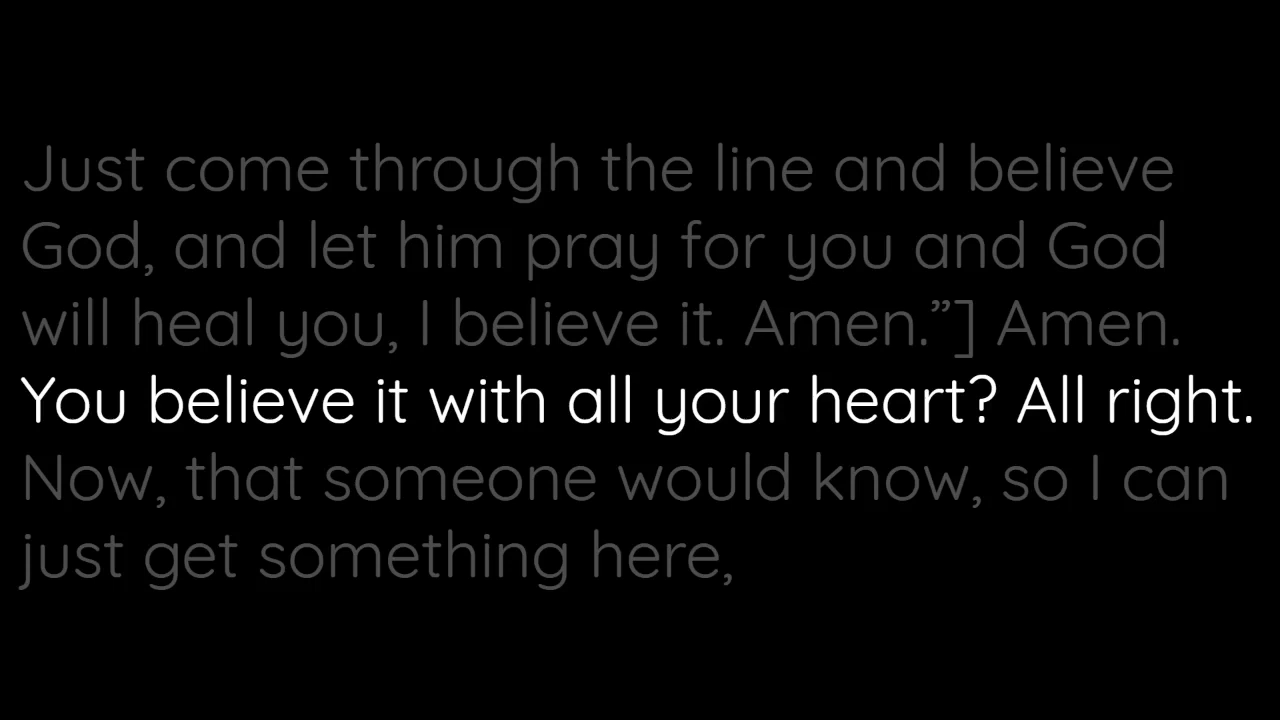 Just come through the line and believe
God, and let him pray for you and God
will heal you, I believe it. Amen.”] Amen.
You believe it with all your heart? All right.
Now, that someone would know, so I can
just get something here,